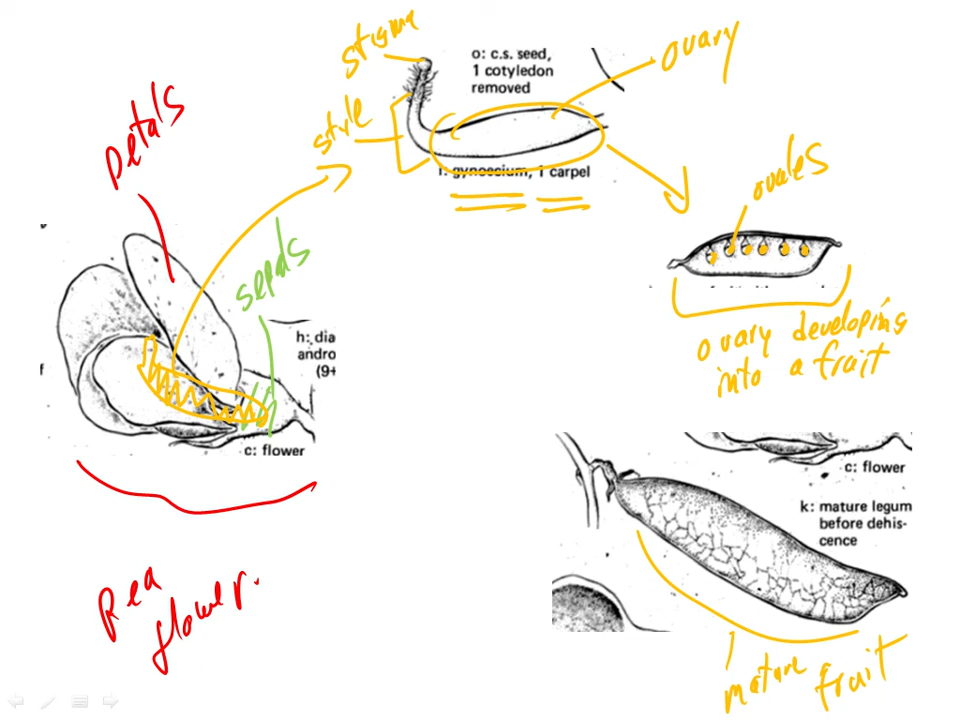 stigma
o: c.s. seed,
1 cotyledon
removed
ovary
style
petals
gynoecium, 1 carpel
ovules
seeds
h: dia
andro
(9+
f
c: flower
ovary developing
into a fruit
c: flower
k: mature legum
before dehis-
cence
Pea
flower.
mature fruit